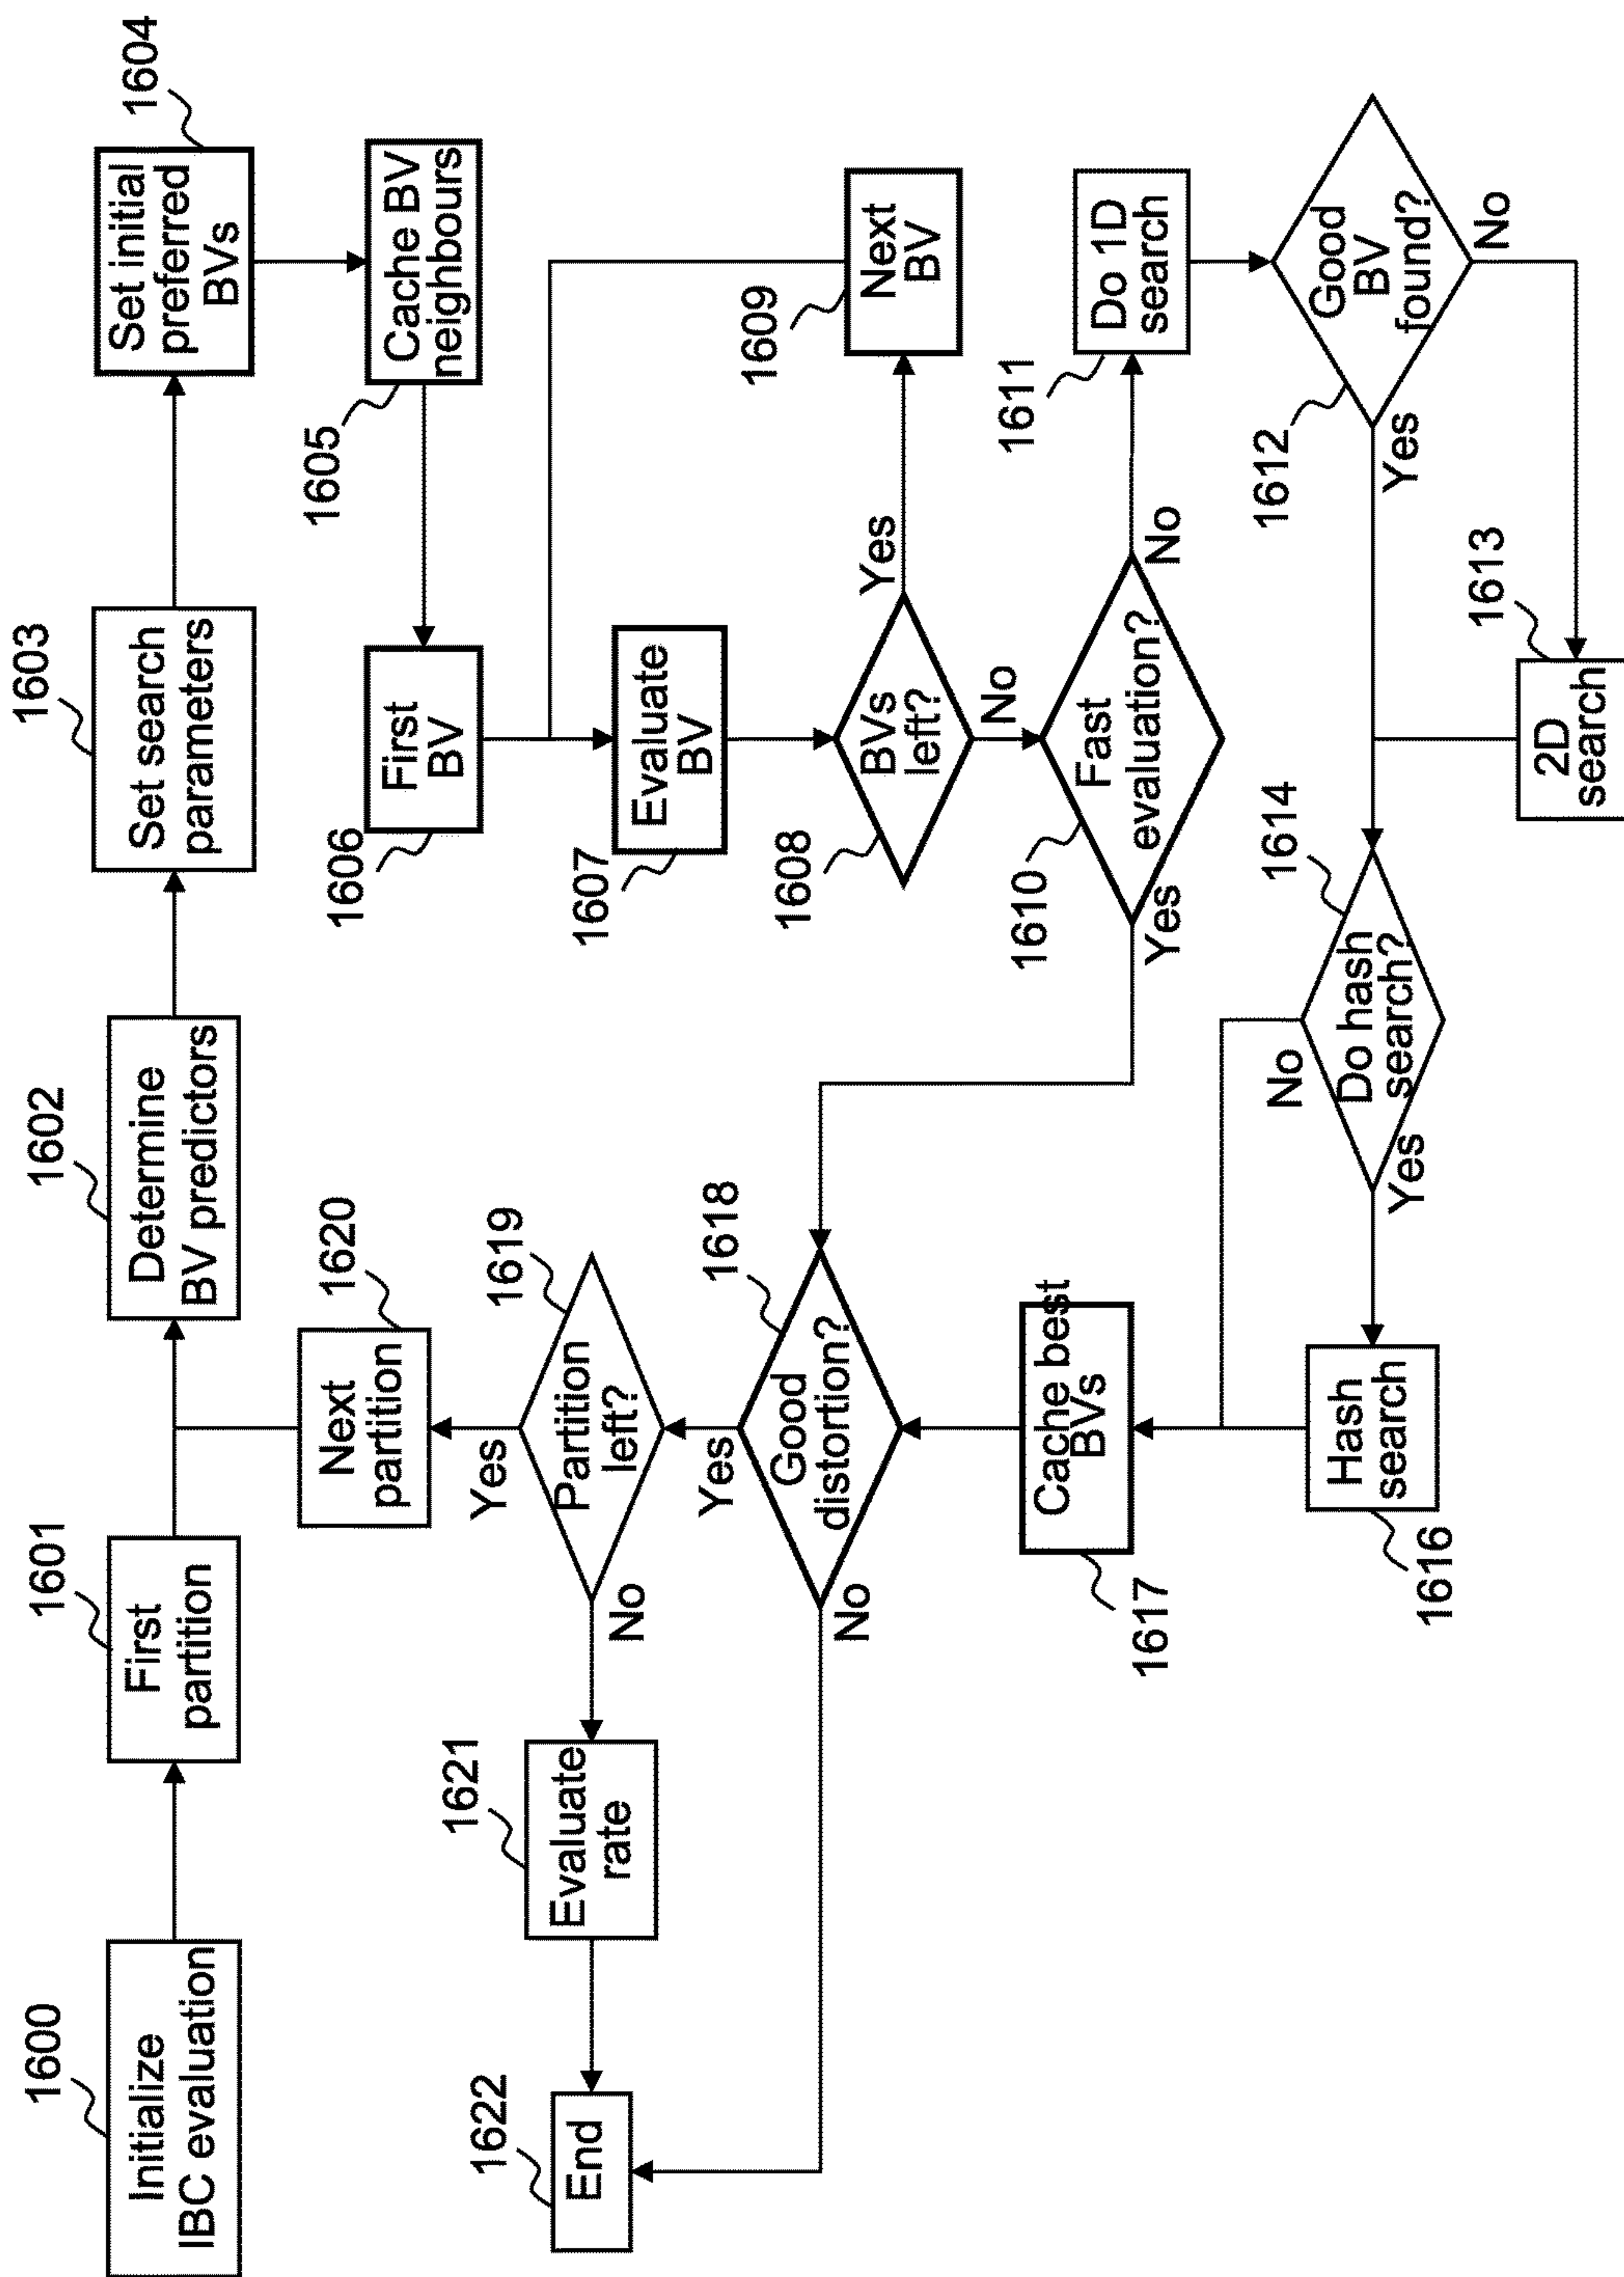 1600
Initialize
IBC evaluation
1601
First
partition
1602
Determine
BV predictors
1603
Set search
parameters
1604
Set initial
preferred
BVs
1605
Cache BV
neighbours
1606
First
BV
1607
Evaluate
BV
1608
BVs
left?
Yes
No
1609
Next
BV
1610
Fast
evaluation?
Yes
No
1611
Do 1D
search
1612
Good
BV
found?
Yes
No
1613
2D
search
1614
Do hash
search?
No
Yes
1616
Hash
search
1617
Cache best
BVs
1618
Good
distortion?
Yes
No
1619
Partition
left?
Yes
No
1620
Next
partition
1621
Evaluate
rate
1622
End